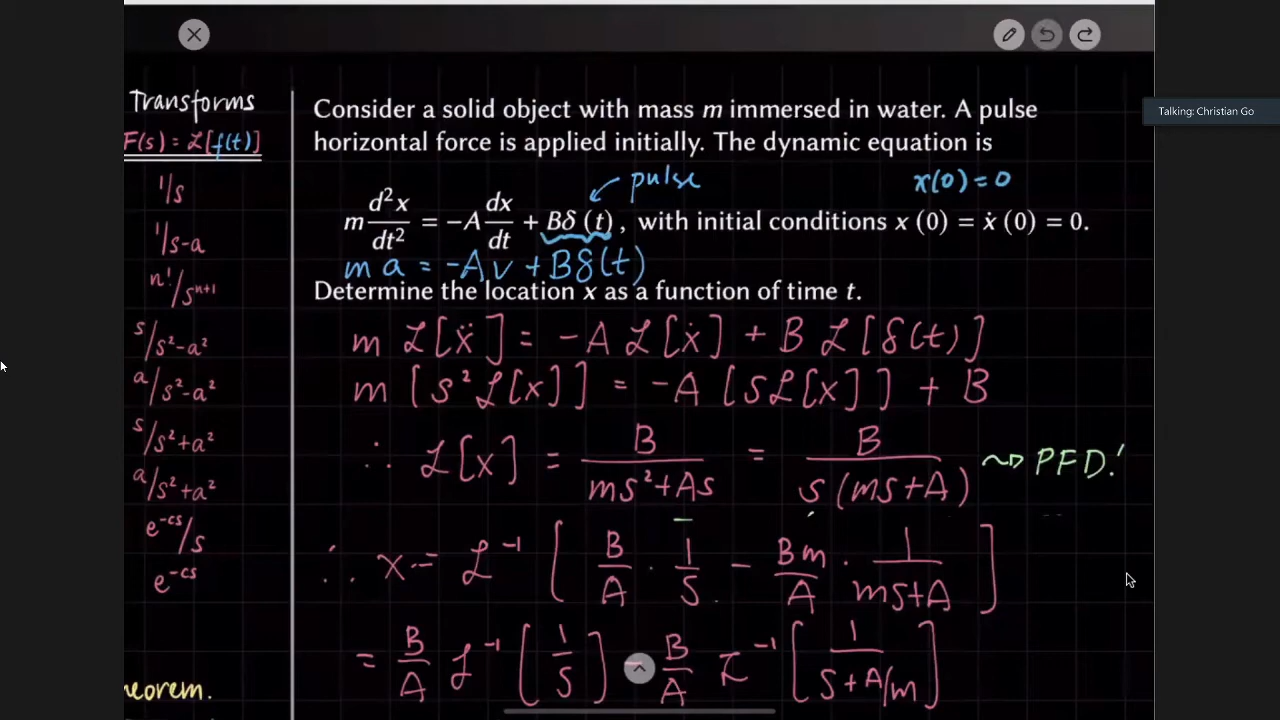 Transforms
F(s) = ℒ[f(t)]
1/s
1/s-a
n!/sⁿ⁺¹
s/s²-a²
a/s²-a²
s/s²+a²
a/s²+a²
e⁻ᶜˢ/s
e⁻ᶜˢ
heorem.
Consider a solid object with mass m immersed in water. A pulse
horizontal force is applied initially. The dynamic equation is
pulse
x(0) = 0
m d²x/dt² = −A dx/dt + Bδ (t), with initial conditions x (0) = ẋ (0) = 0.
m a = -A v + B δ(t)
Determine the location x as a function of time t.
m ℒ[ẍ] = -A ℒ[ẋ] + B ℒ[δ(t)]
m [s² ℒ[x]] = -A [sℒ[x]] + B
∴ ℒ[x] = B/(ms²+As) = B/(s(ms+A)) ⇝ PFD!
∴ x = ℒ⁻¹ [ B/A · 1/s − Bm/A · 1/(ms+A) ]
= B/A ℒ⁻¹ [1/s] − B/A ℒ⁻¹ [1/(s+A/m)]
Talking: Christian Go